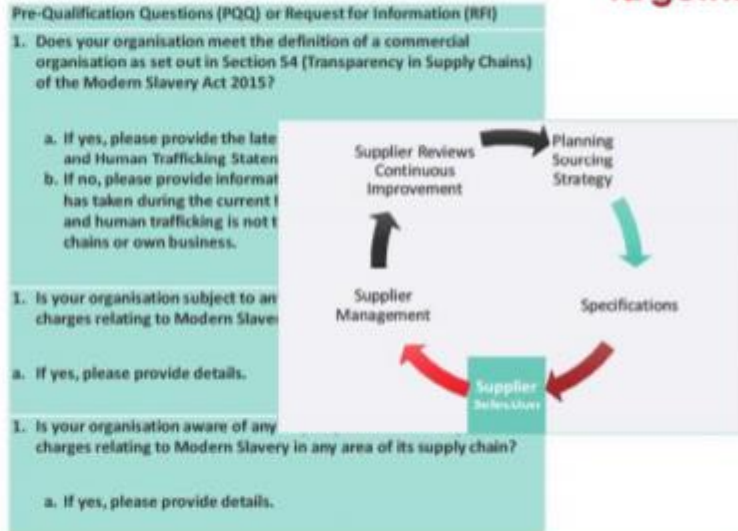 Pre-Qualification Questions (PQQ) or Request for Information (RFI)
1. Does your organisation meet the definition of a commercial
organisation as set out in Section 54 (Transparency in Supply Chains)
of the Modern Slavery Act 2015?
a. If yes, please provide the late
and Human Trafficking Staten
b. If no, please provide informat
has taken during the current
and human trafficking is not t
chains or own business.
1. Is your organisation subject to an
charges relating to Modern Slave
a. If yes, please provide details.
1. Is your organisation aware of any
charges relating to Modern Slavery in any area of its supply chain?
a. If yes, please provide details.
Supplier Reviews
Continuous
Improvement
Planning
Sourcing
Strategy
Specifications
Supplier
Supplier
Management